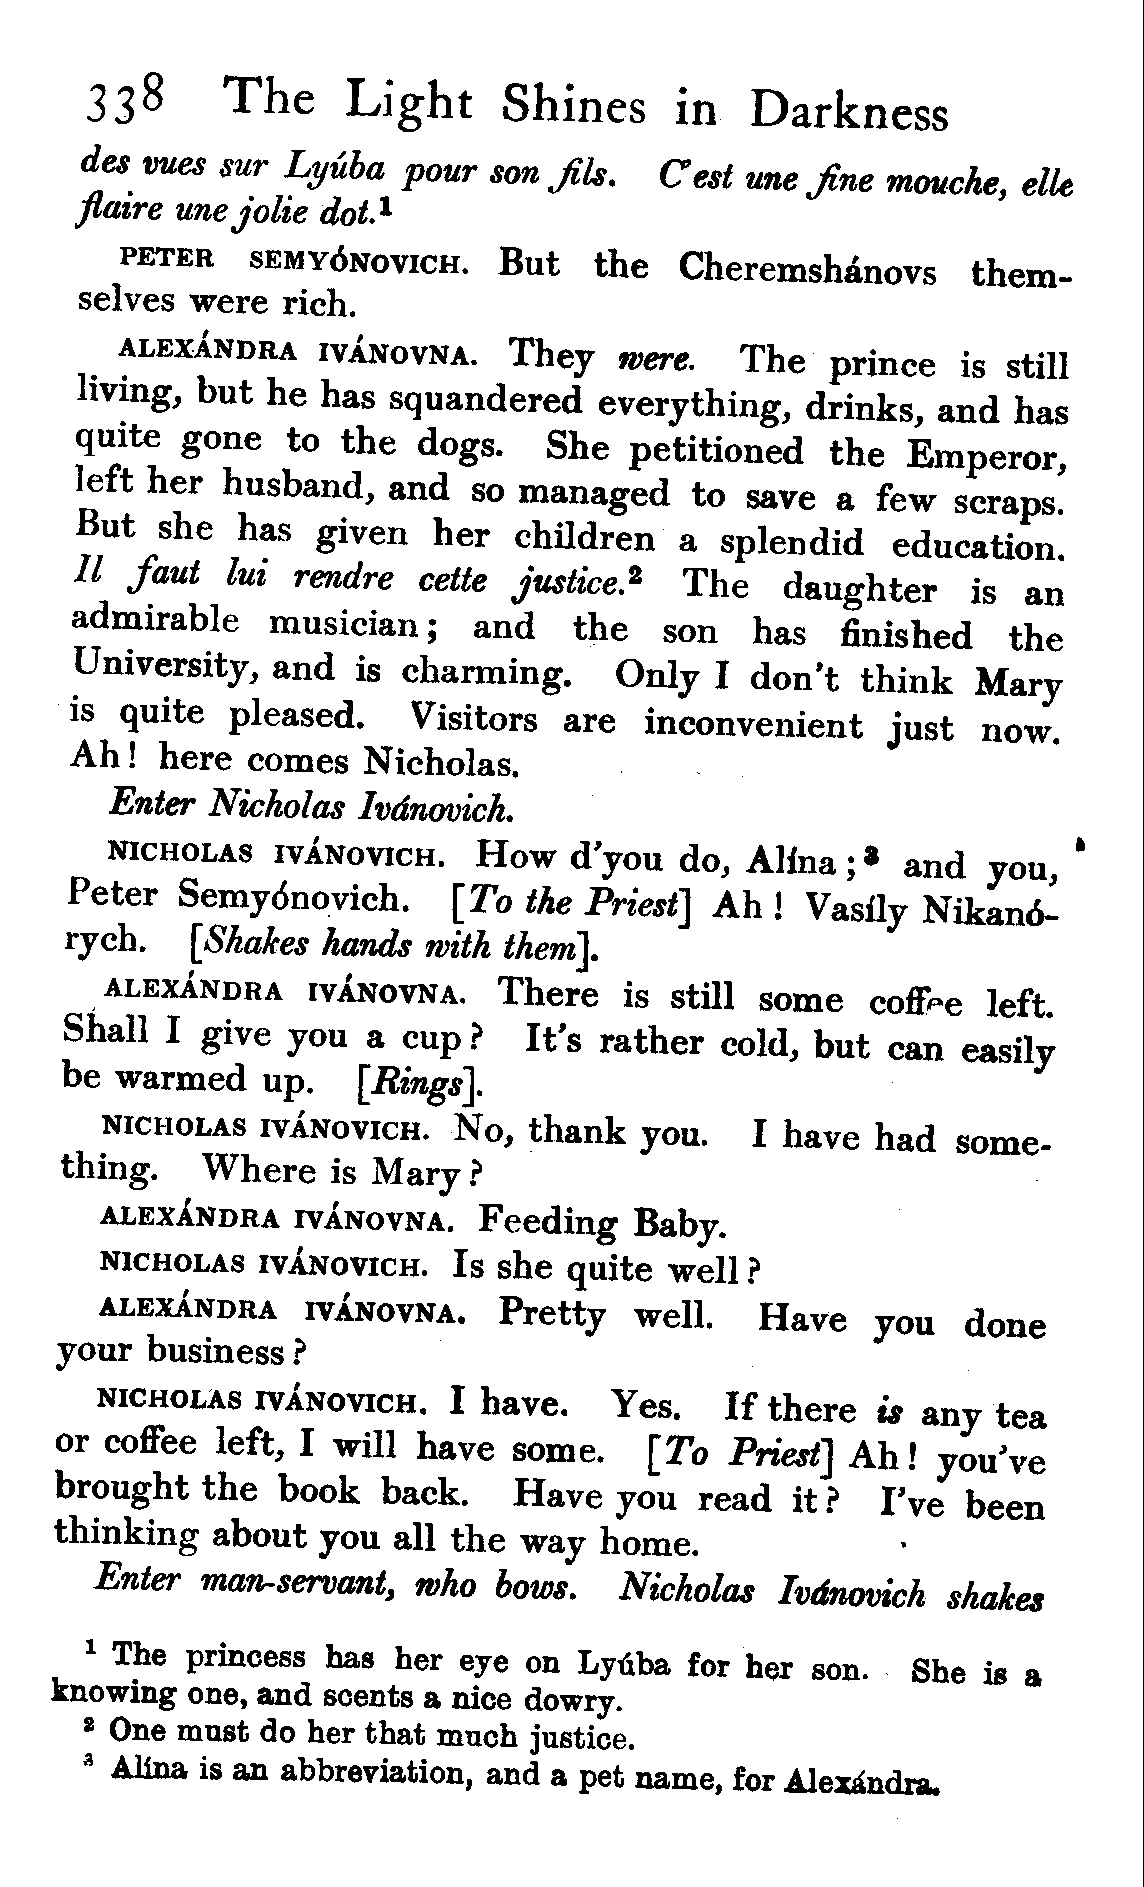 338 The Light Shines in Darkness
des vues sur Lyúba pour son fils. C'est une fine mouche, elle
flaire une jolie dot.¹
PETER SEMYÓNOVICH. But the Cheremshánovs them-
selves were rich.
ALEXÁNDRA IVÁNOVNA. They were. The prince is still
living, but he has squandered everything, drinks, and has
quite gone to the dogs. She petitioned the Emperor,
left her husband, and so managed to save a few scraps.
But she has given her children a splendid education.
Il faut lui rendre cette justice.² The daughter is an
admirable musician; and the son has finished the
University, and is charming. Only I don't think Mary
is quite pleased. Visitors are inconvenient just now.
Ah! here comes Nicholas.
Enter Nicholas Ivánovich.
NICHOLAS IVÁNOVICH. How d'you do, Alína;³ and you,
Peter Semyónovich. [To the Priest] Ah! Vasíly Nikanó-
rych. [Shakes hands with them].
ALEXÁNDRA IVÁNOVNA. There is still some coffee left.
Shall I give you a cup? It's rather cold, but can easily
be warmed up. [Rings].
NICHOLAS IVÁNOVICH. No, thank you. I have had some-
thing. Where is Mary?
ALEXÁNDRA IVÁNOVNA. Feeding Baby.
NICHOLAS IVÁNOVICH. Is she quite well?
ALEXÁNDRA IVÁNOVNA. Pretty well. Have you done
your business?
NICHOLAS IVÁNOVICH. I have. Yes. If there is any tea
or coffee left, I will have some. [To Priest] Ah! you've
brought the book back. Have you read it? I've been
thinking about you all the way home.
Enter man-servant, who bows. Nicholas Ivánovich shakes
¹ The princess has her eye on Lyúba for her son. She is a
knowing one, and scents a nice dowry.
² One must do her that much justice.
³ Alína is an abbreviation, and a pet name, for Alexándra.